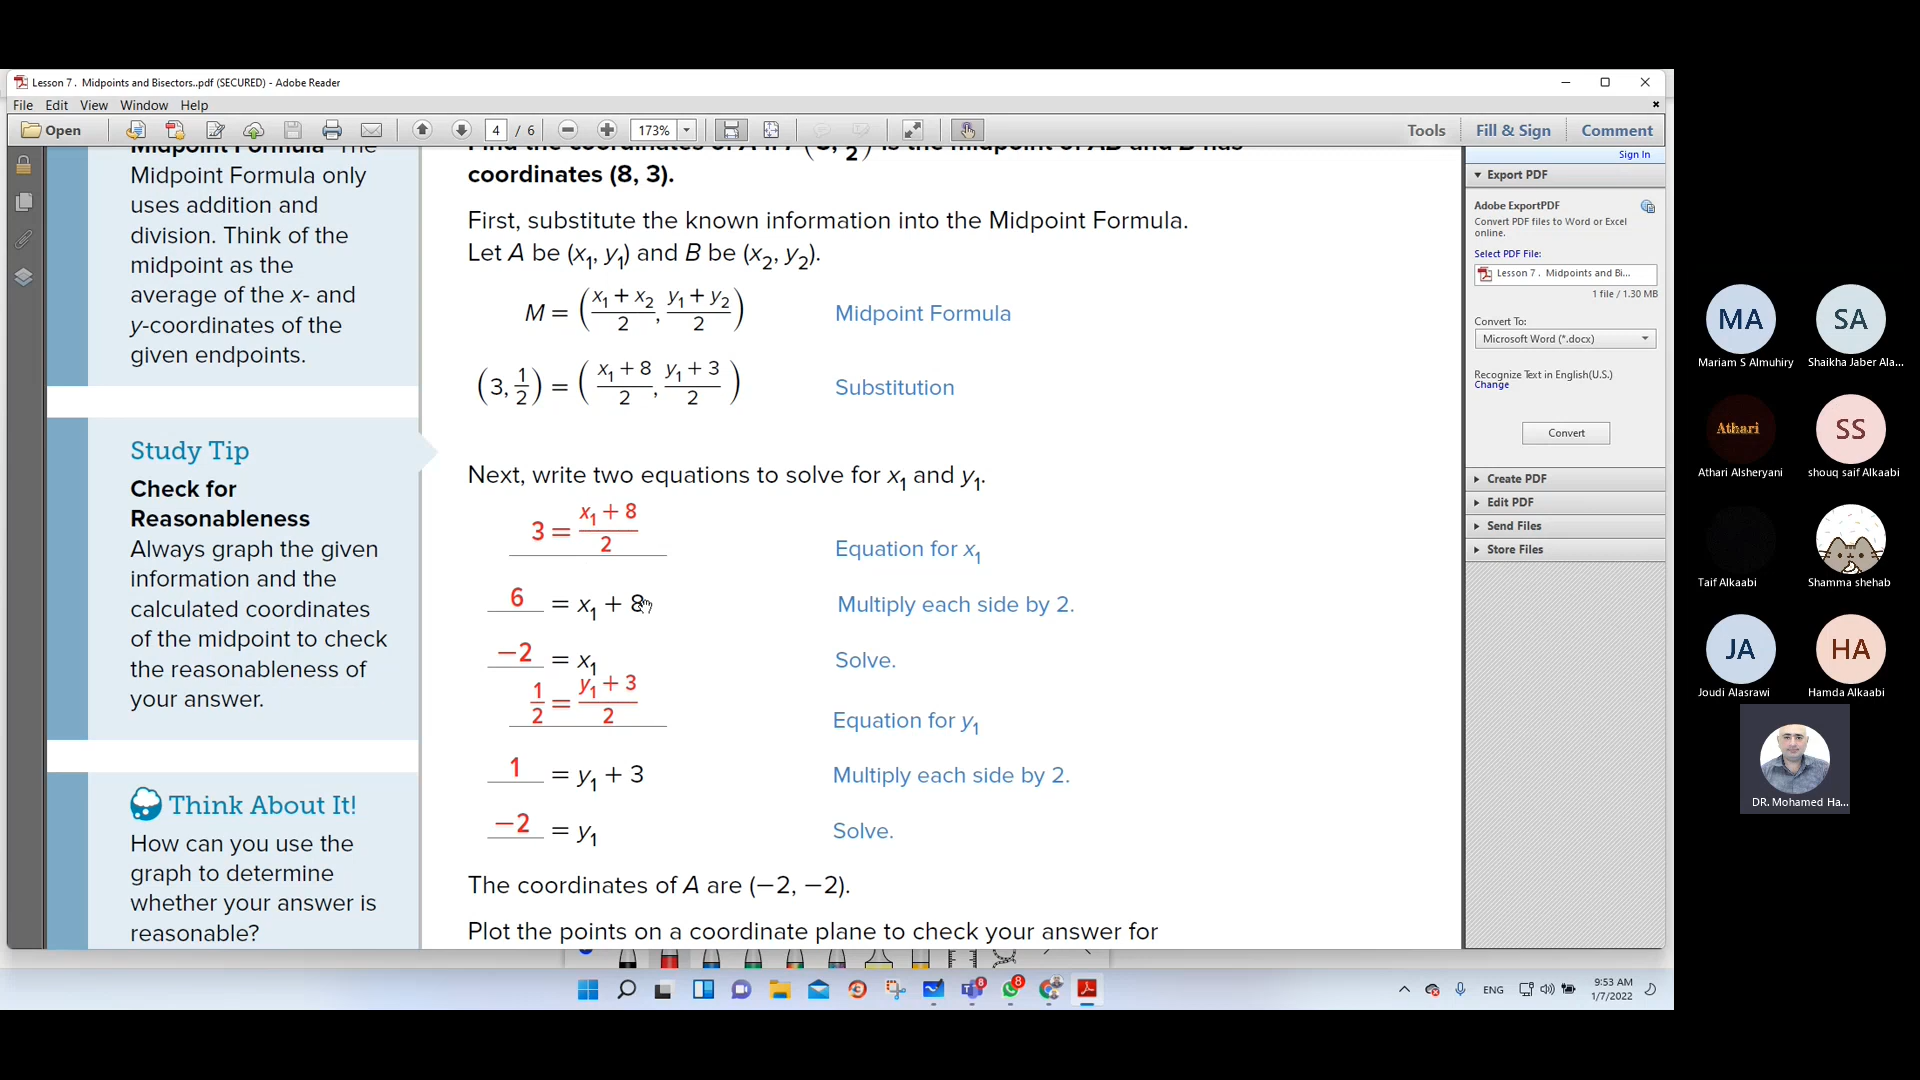 Lesson 7 . Midpoints and Bisectors..pdf (SECURED) - Adobe Reader
File Edit View Window Help
Open 4 / 6 173% Tools Fill & Sign Comment
Midpoint Formula The
Midpoint Formula only
uses addition and
division. Think of the
midpoint as the
average of the x- and
y-coordinates of the
given endpoints.
Study Tip
Check for
Reasonableness
Always graph the given
information and the
calculated coordinates
of the midpoint to check
the reasonableness of
your answer.
Think About It!
How can you use the
graph to determine
whether your answer is
reasonable?
coordinates (8, 3).
First, substitute the known information into the Midpoint Formula.
Let A be (x₁, y₁) and B be (x₂, y₂).
M = ((x₁ + x₂)/2, (y₁ + y₂)/2) Midpoint Formula
(3, 1/2) = ((x₁ + 8)/2, (y₁ + 3)/2) Substitution
Next, write two equations to solve for x₁ and y₁.
3 = (x₁ + 8)/2 Equation for x₁
6 = x₁ + 8 Multiply each side by 2.
−2 = x₁ Solve.
1/2 = (y₁ + 3)/2 Equation for y₁
1 = y₁ + 3 Multiply each side by 2.
−2 = y₁ Solve.
The coordinates of A are (−2, −2).
Plot the points on a coordinate plane to check your answer for
Sign In
Export PDF
Adobe ExportPDF
Convert PDF files to Word or Excel
online.
Select PDF File:
Lesson 7 . Midpoints and Bi...
1 file / 1.30 MB
Convert To:
Microsoft Word (*.docx)
Recognize Text in English(U.S.)
Change
Convert
Create PDF
Edit PDF
Send Files
Store Files
MA SA
Mariam S Almuhiry Shaikha Jaber Ala...
Athari SS
Athari Alsheryani shouq saif Alkaabi
Taif Alkaabi Shamma shehab
JA HA
Joudi Alasrawi Hamda Alkaabi
DR. Mohamed Ha...
8 8
ENG
9:53 AM
1/7/2022